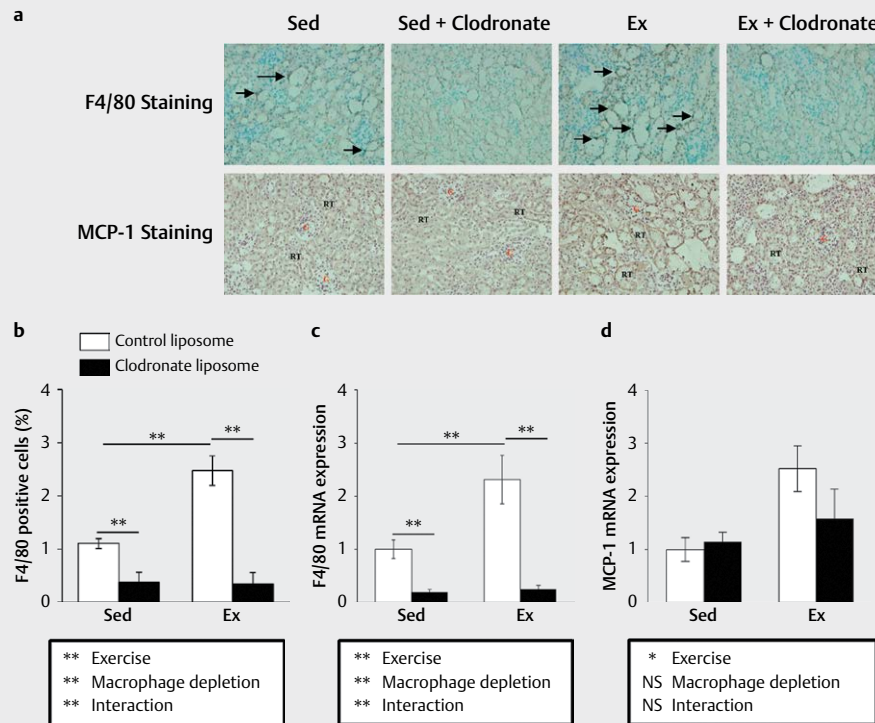 a
Sed
Sed + Clodronate
Ex
Ex + Clodronate
F4/80 Staining
MCP-1 Staining
RT
RT
RT
RT
RT
RT
RT
RT
b
Control liposome
Clodronate liposome
F4/80 positive cells (%)
4
3
2
1
0
**
**
**
Sed
Ex
** Exercise
** Macrophage depletion
** Interaction
c
F4/80 mRNA expression
4
3
2
1
0
**
**
**
Sed
Ex
** Exercise
** Macrophage depletion
** Interaction
d
MCP-1 mRNA expression
4
3
2
1
0
Sed
Ex
* Exercise
NS Macrophage depletion
NS Interaction